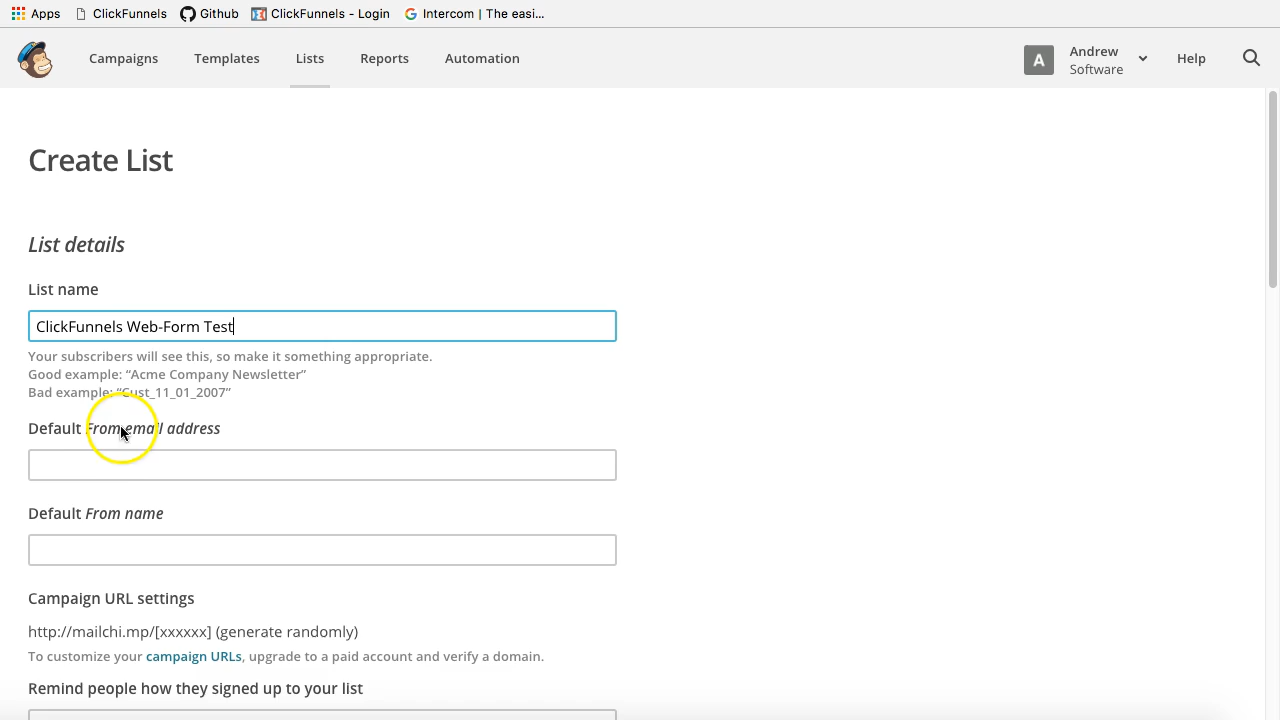 Apps ClickFunnels Github ClickFunnels - Login Intercom | The easi...
Campaigns Templates Lists Reports Automation A Andrew Software Help
Create List
List details
List name
ClickFunnels Web-Form Test
Your subscribers will see this, so make it something appropriate.
Good example: “Acme Company Newsletter”
Bad example: “Cust_11_01_2007”
Default From email address
Default From name
Campaign URL settings
http://mailchi.mp/[xxxxxx] (generate randomly)
To customize your campaign URLs, upgrade to a paid account and verify a domain.
Remind people how they signed up to your list